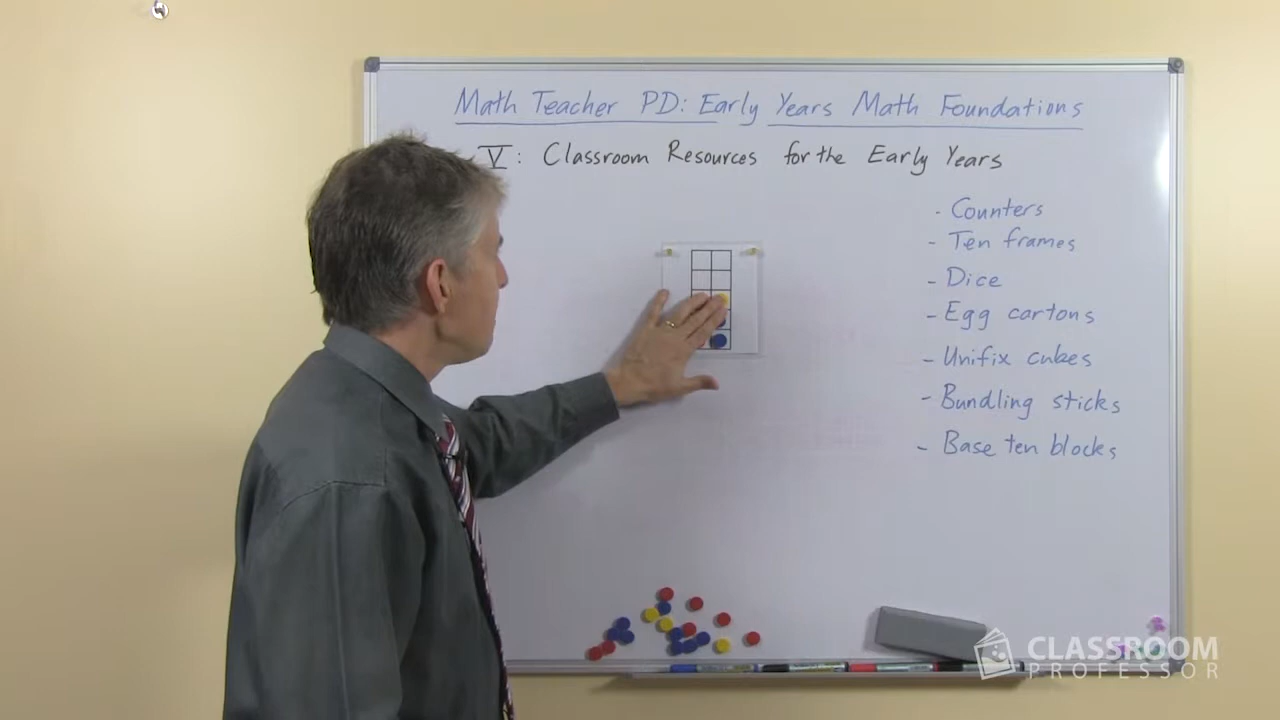 Math Teacher PD: Early Years Math Foundations
V: Classroom Resources for the Early Years
- Counters
- Ten frames
- Dice
- Egg cartons
- Unifix cubes
- Bundling sticks
- Base ten blocks
CLASSROOM
PROFESSOR